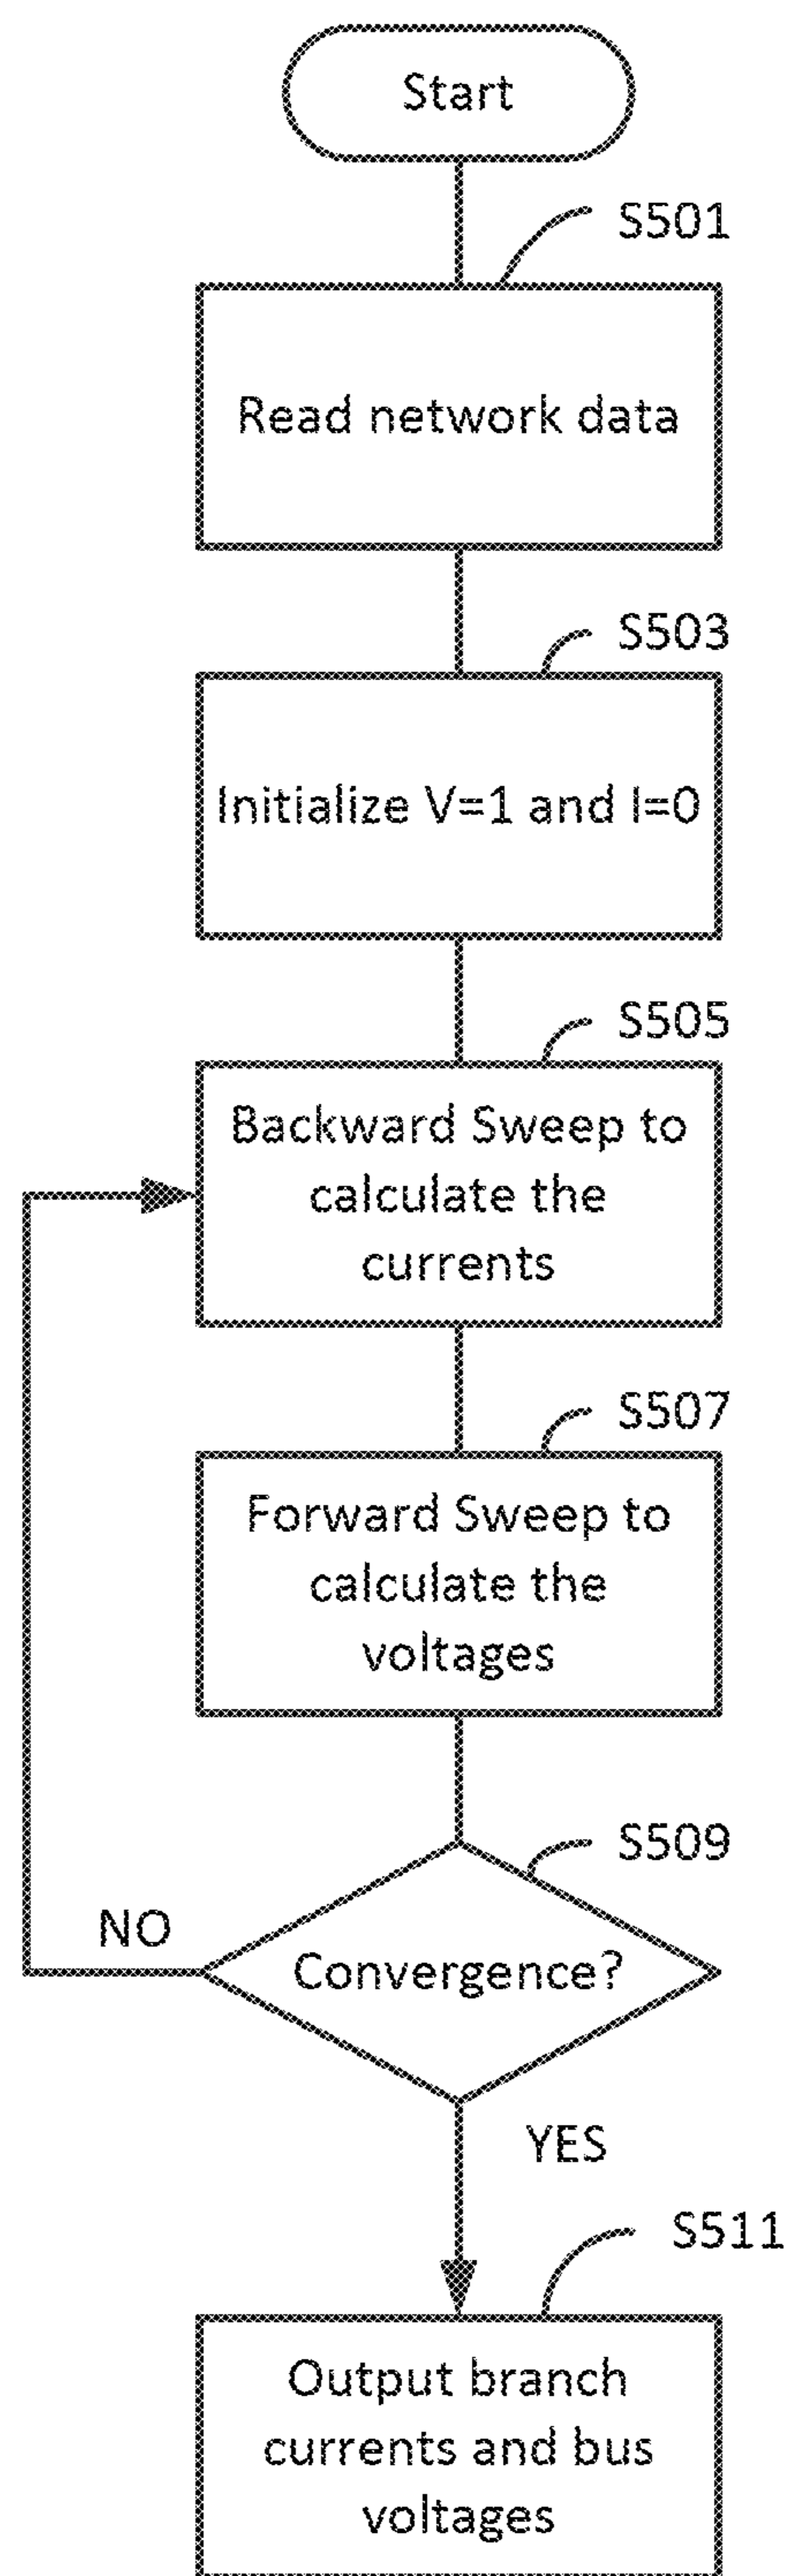 Start
S501
Read network data
S503
Initialize V=1 and I=0
S505
Backward Sweep to
calculate the
currents
S507
Forward Sweep to
calculate the
voltages
S509
NO
Convergence?
YES
S511
Output branch
currents and bus
voltages